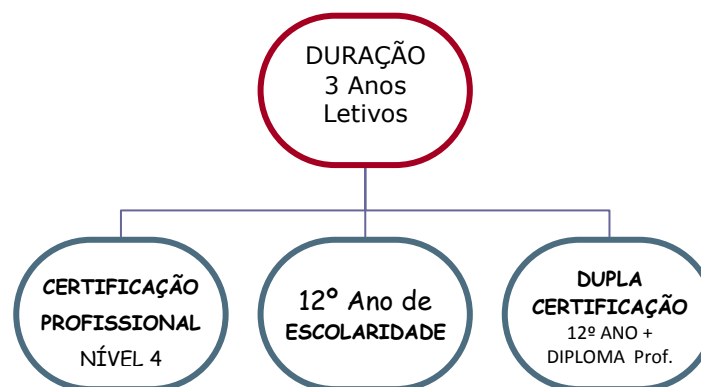 DURAÇÃO
3 Anos
Letivos
CERTIFICAÇÃO
PROFISSIONAL
NÍVEL 4
12º Ano de
ESCOLARIDADE
DUPLA
CERTIFICAÇÃO
12º ANO +
DIPLOMA Prof.